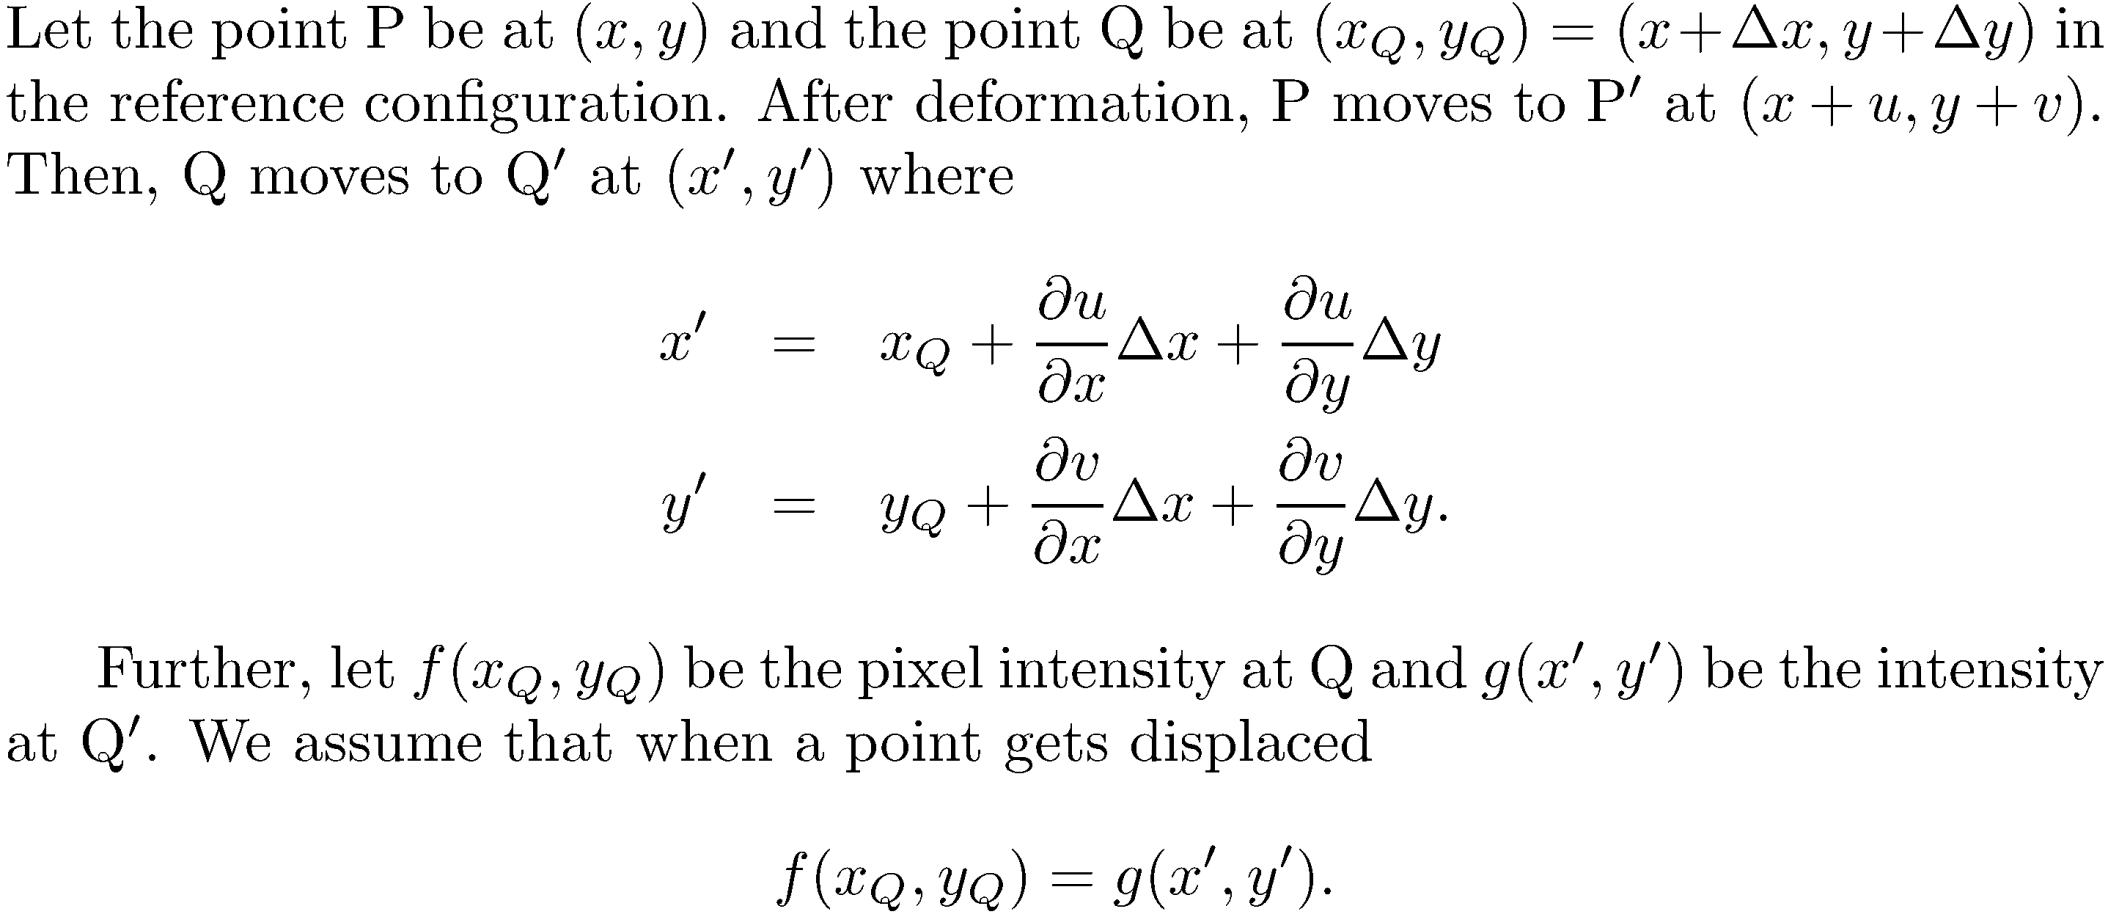 Let the point P be at (x, y) and the point Q be at (x_Q, y_Q) = (x+Δx, y+Δy) in
the reference configuration. After deformation, P moves to P′ at (x + u, y + v).
Then, Q moves to Q′ at (x′, y′) where
x′ = x_Q + ∂u/∂x Δx + ∂u/∂y Δy
y′ = y_Q + ∂v/∂x Δx + ∂v/∂y Δy.
Further, let f(x_Q, y_Q) be the pixel intensity at Q and g(x′, y′) be the intensity
at Q′. We assume that when a point gets displaced
f(x_Q, y_Q) = g(x′, y′).